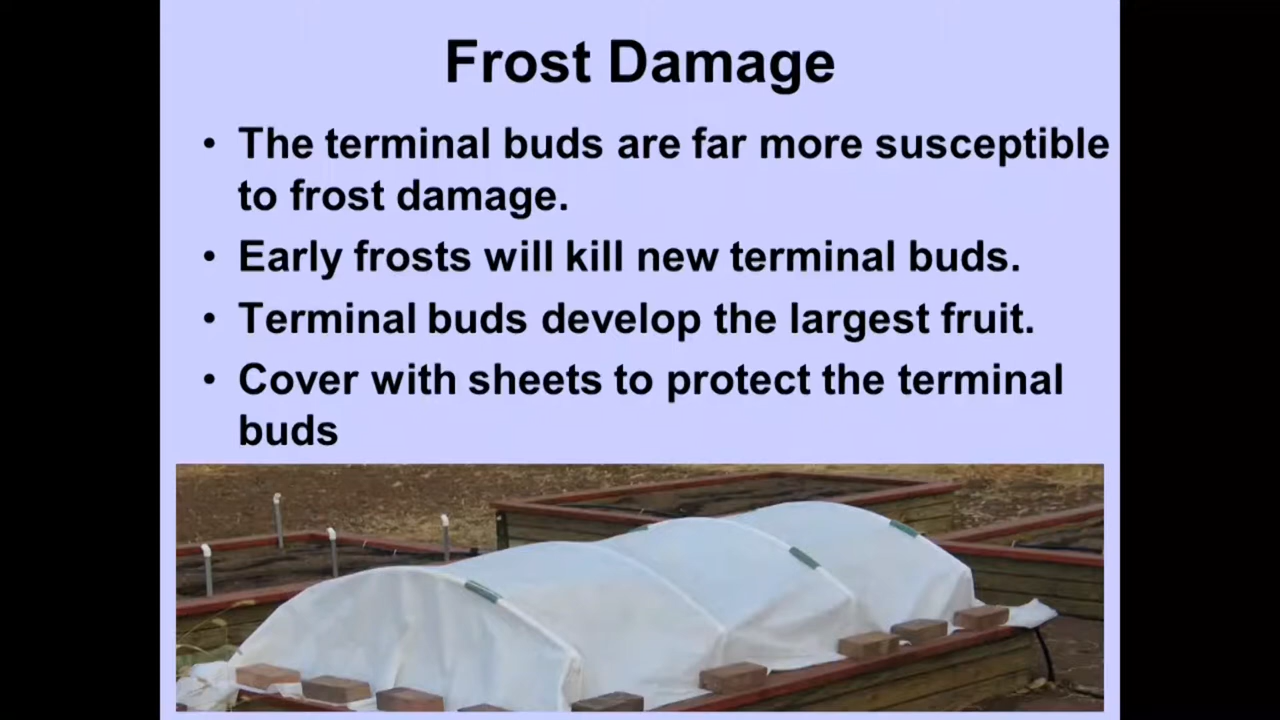 Frost Damage
• The terminal buds are far more susceptible
to frost damage.
• Early frosts will kill new terminal buds.
• Terminal buds develop the largest fruit.
• Cover with sheets to protect the terminal
buds